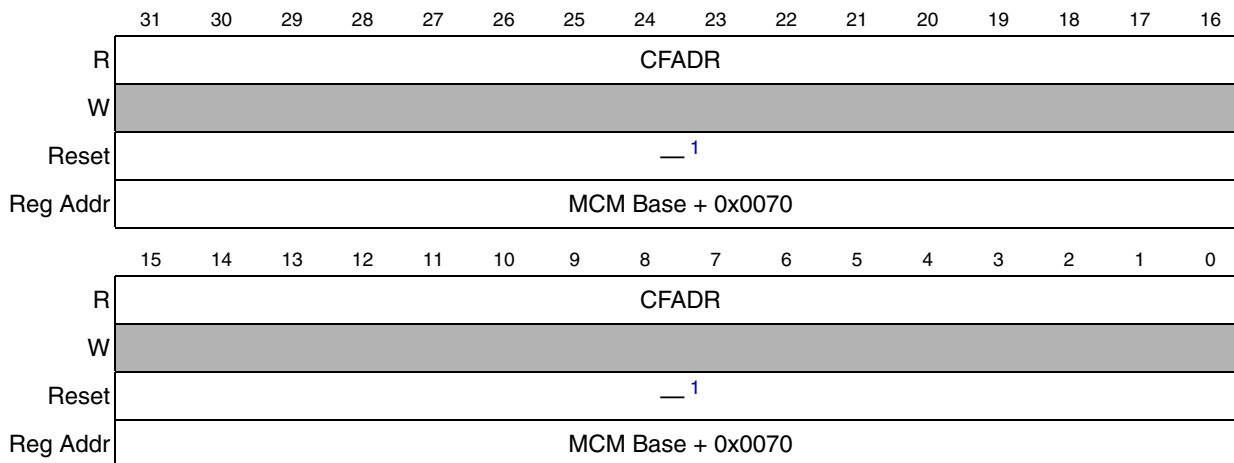 31 30 29 28 27 26 25 24 23 22 21 20 19 18 17 16
R CFADR
W
Reset — 1
Reg Addr MCM Base + 0x0070
15 14 13 12 11 10 9 8 7 6 5 4 3 2 1 0
R CFADR
W
Reset — 1
Reg Addr MCM Base + 0x0070